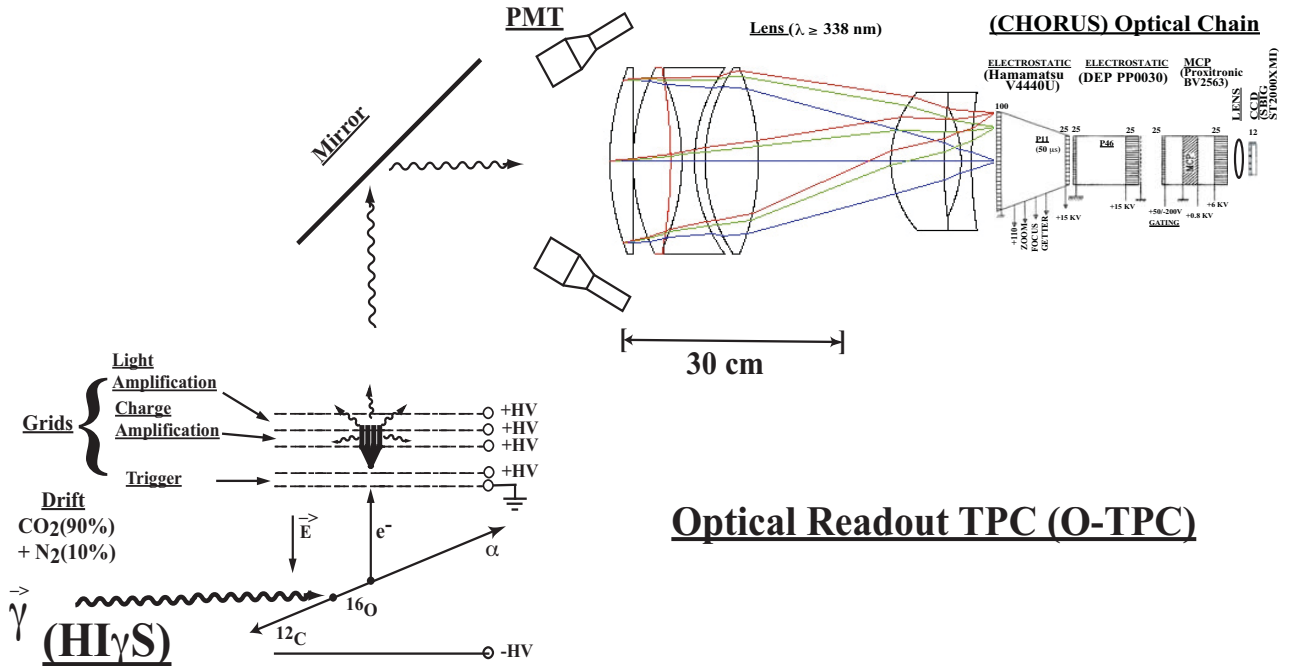 PMT
Lens (λ ≥ 338 nm)
(CHORUS) Optical Chain
ELECTROSTATIC
(Hamamatsu
V4440U)
ELECTROSTATIC
(DEP PP0030)
MCP
(Proxitronic
BV2563)
LENS
CCD
(SBIG
ST2000XMI)
100
25
25
25
25
25
12
P11
(50 μs)
P46
MCP
+110
ZOOM
FOCUS
GETTER
+15 KV
+15 KV
+50/-200V
GATING
+0.8 KV
+6 KV
Mirror
30 cm
Light
Amplification
Charge
Amplification
Grids
Trigger
+HV
+HV
+HV
+HV
Drift
CO2(90%)
+ N2(10%)
E
e-
α
Optical Readout TPC (O-TPC)
γ
(HIγS)
16O
12C
-HV